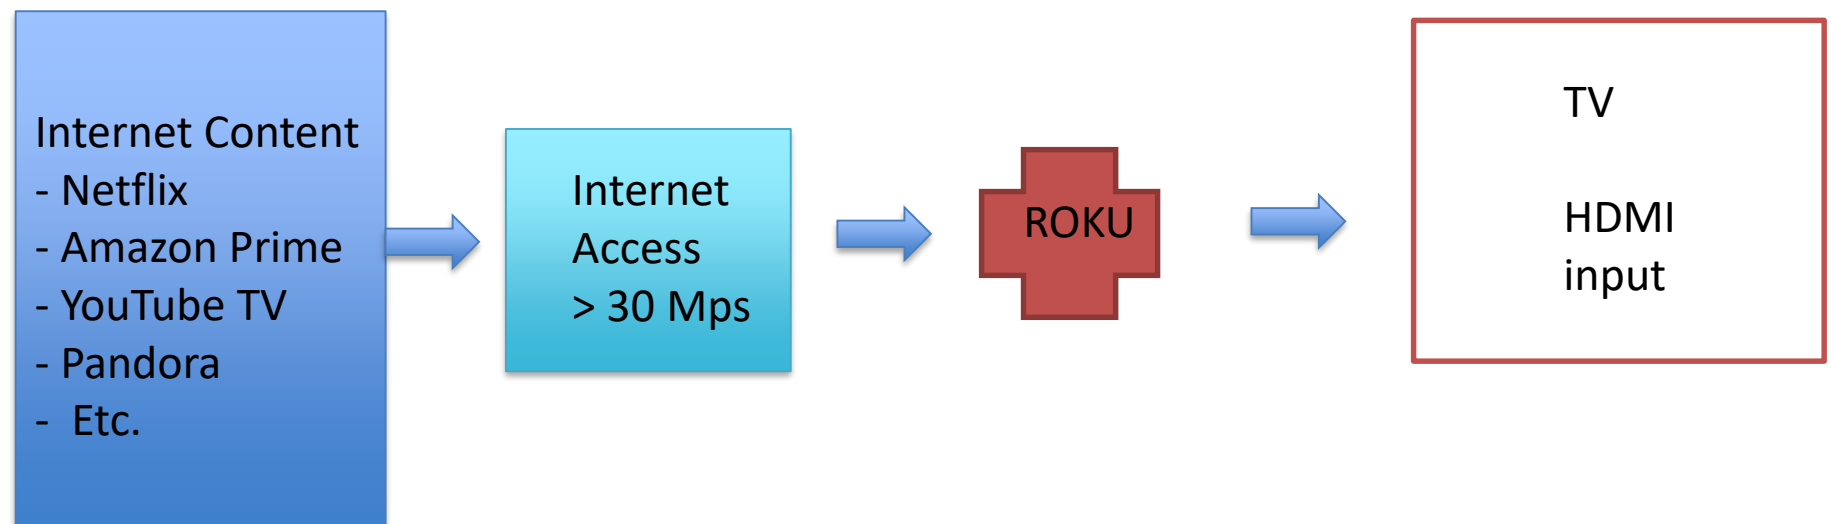 Internet Content
- Netflix
- Amazon Prime
- YouTube TV
- Pandora
- Etc.
Internet
Access
> 30 Mps
ROKU
TV
HDMI
input